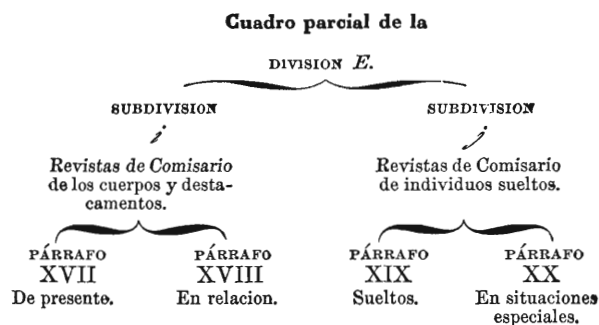 Cuadro parcial de la
DIVISION E.
SUBDIVISION
i
Revistas de Comisario
de los cuerpos y desta-
camentos.
SUBDIVISION
j
Revistas de Comisario
de individuos sueltos.
PÁRRAFO
XVII
De presente.
PÁRRAFO
XVIII
En relacion.
PÁRRAFO
XIX
Sueltos.
PÁRRAFO
XX
En situaciones
especiales.